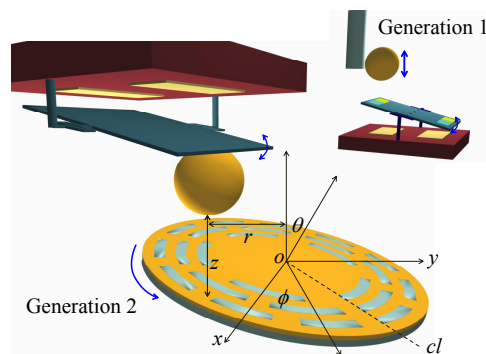 Generation 1
θ
r
o
y
z
ϕ
Generation 2
x
cl